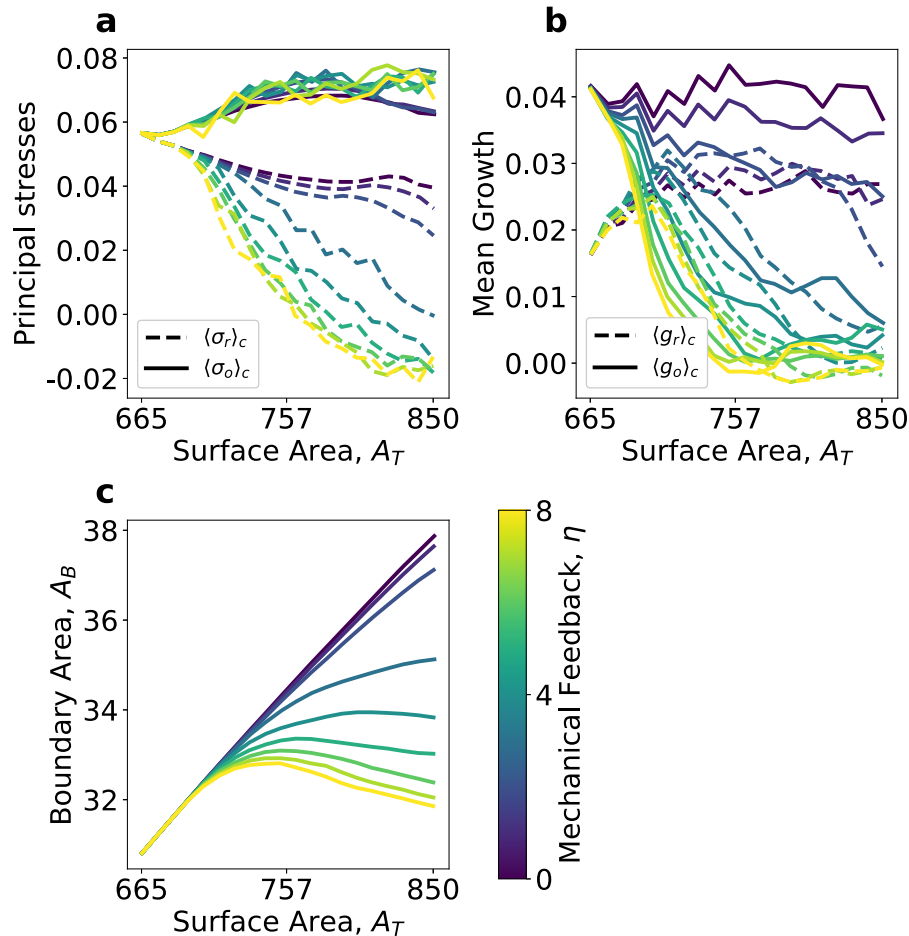 a
b
0.08
0.06
0.04
0.02
0.00
-0.02
Principal stresses
⟨σr⟩c
⟨σo⟩c
665
757
850
Surface Area, AT
0.04
0.03
0.02
0.01
0.00
Mean Growth
⟨gr⟩c
⟨go⟩c
665
757
850
Surface Area, AT
c
38
36
34
32
Boundary Area, AB
665
757
850
Surface Area, AT
8
4
0
Mechanical Feedback, η